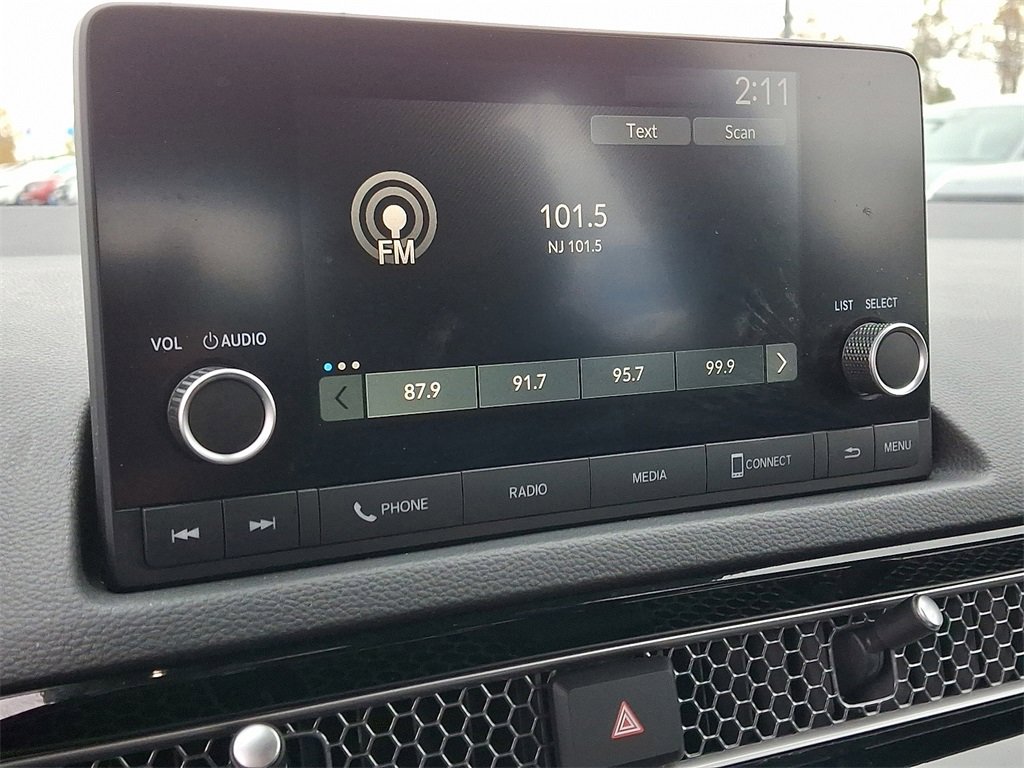 2:11
Text Scan
FM
101.5
NJ 101.5
LIST SELECT
VOL AUDIO
87.9 91.7 95.7 99.9
PHONE RADIO MEDIA CONNECT MENU